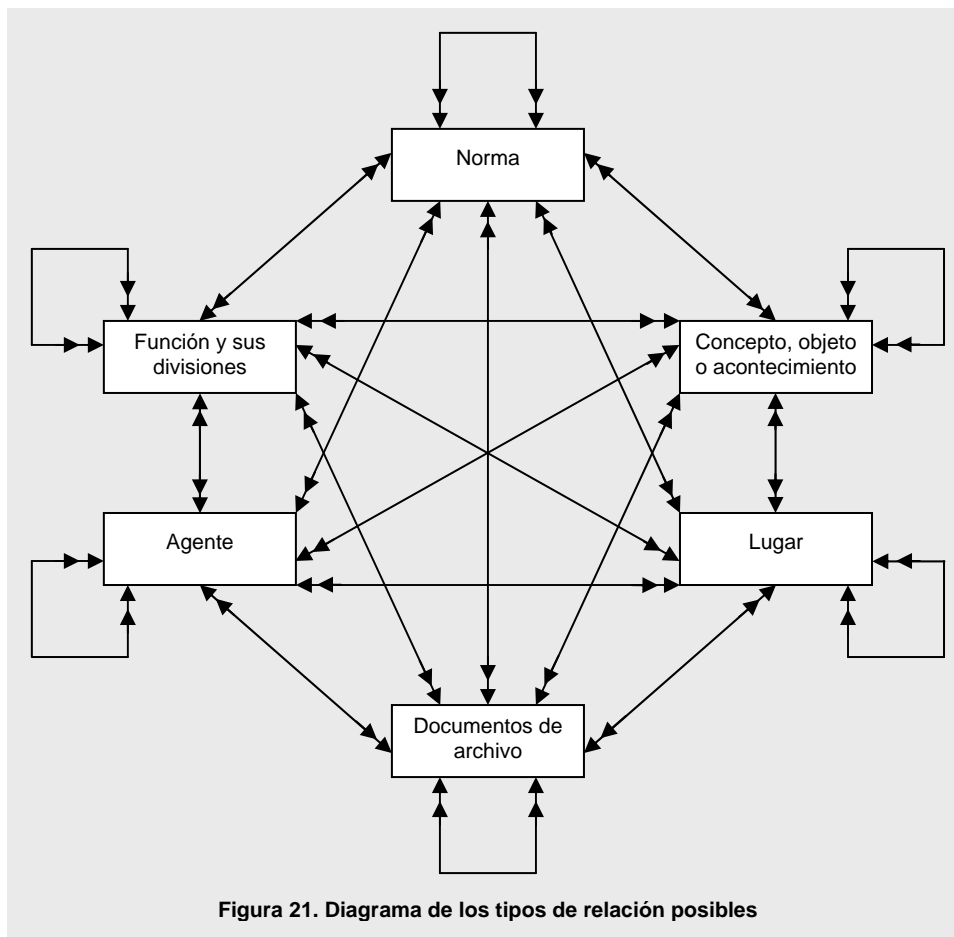 Norma
Función y sus
divisiones
Concepto, objeto
o acontecimiento
Agente
Lugar
Documentos de
archivo
Figura 21. Diagrama de los tipos de relación posibles